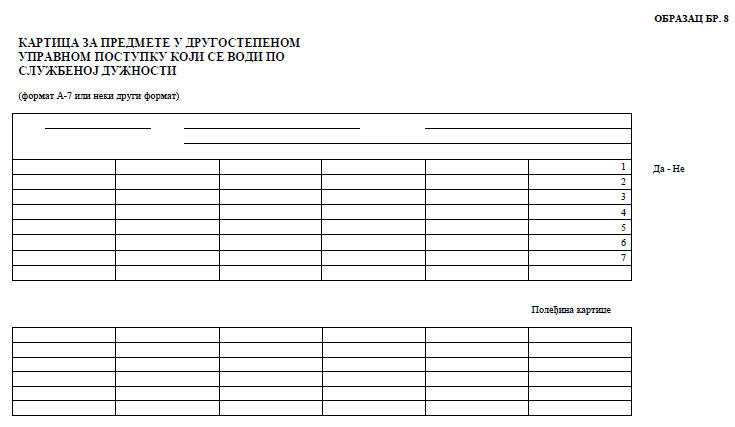 ОБРАЗАЦ БР. 8
КАРТИЦА ЗА ПРЕДМЕТЕ У ДРУГОСТЕПЕНОМ
УПРАВНОМ ПОСТУПКУ КОЈИ СЕ ВОДИ ПО
СЛУЖБЕНОЈ ДУЖНОСТИ
(формат А-7 или неки други формат)
1
Да - Не
2
3
4
5
6
7
Полеђина картице